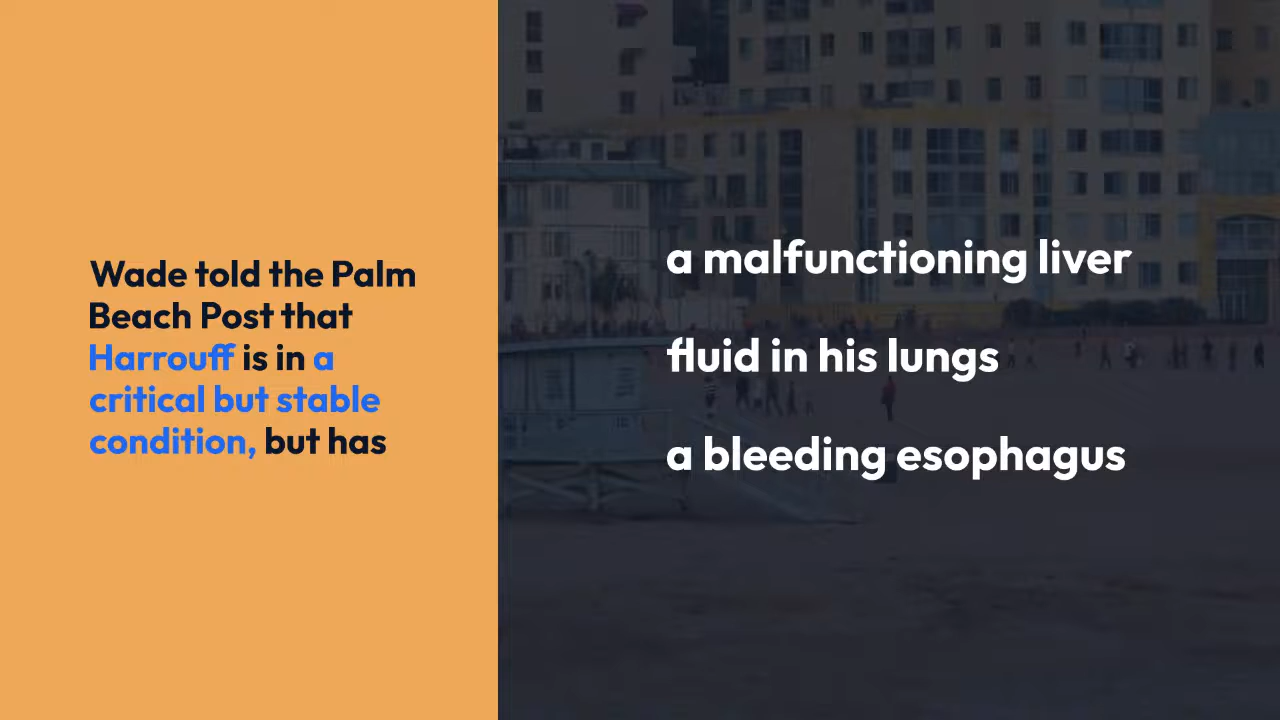 Wade told the Palm
Beach Post that
Harrouff is in a
critical but stable
condition, but has
a malfunctioning liver
fluid in his lungs
a bleeding esophagus